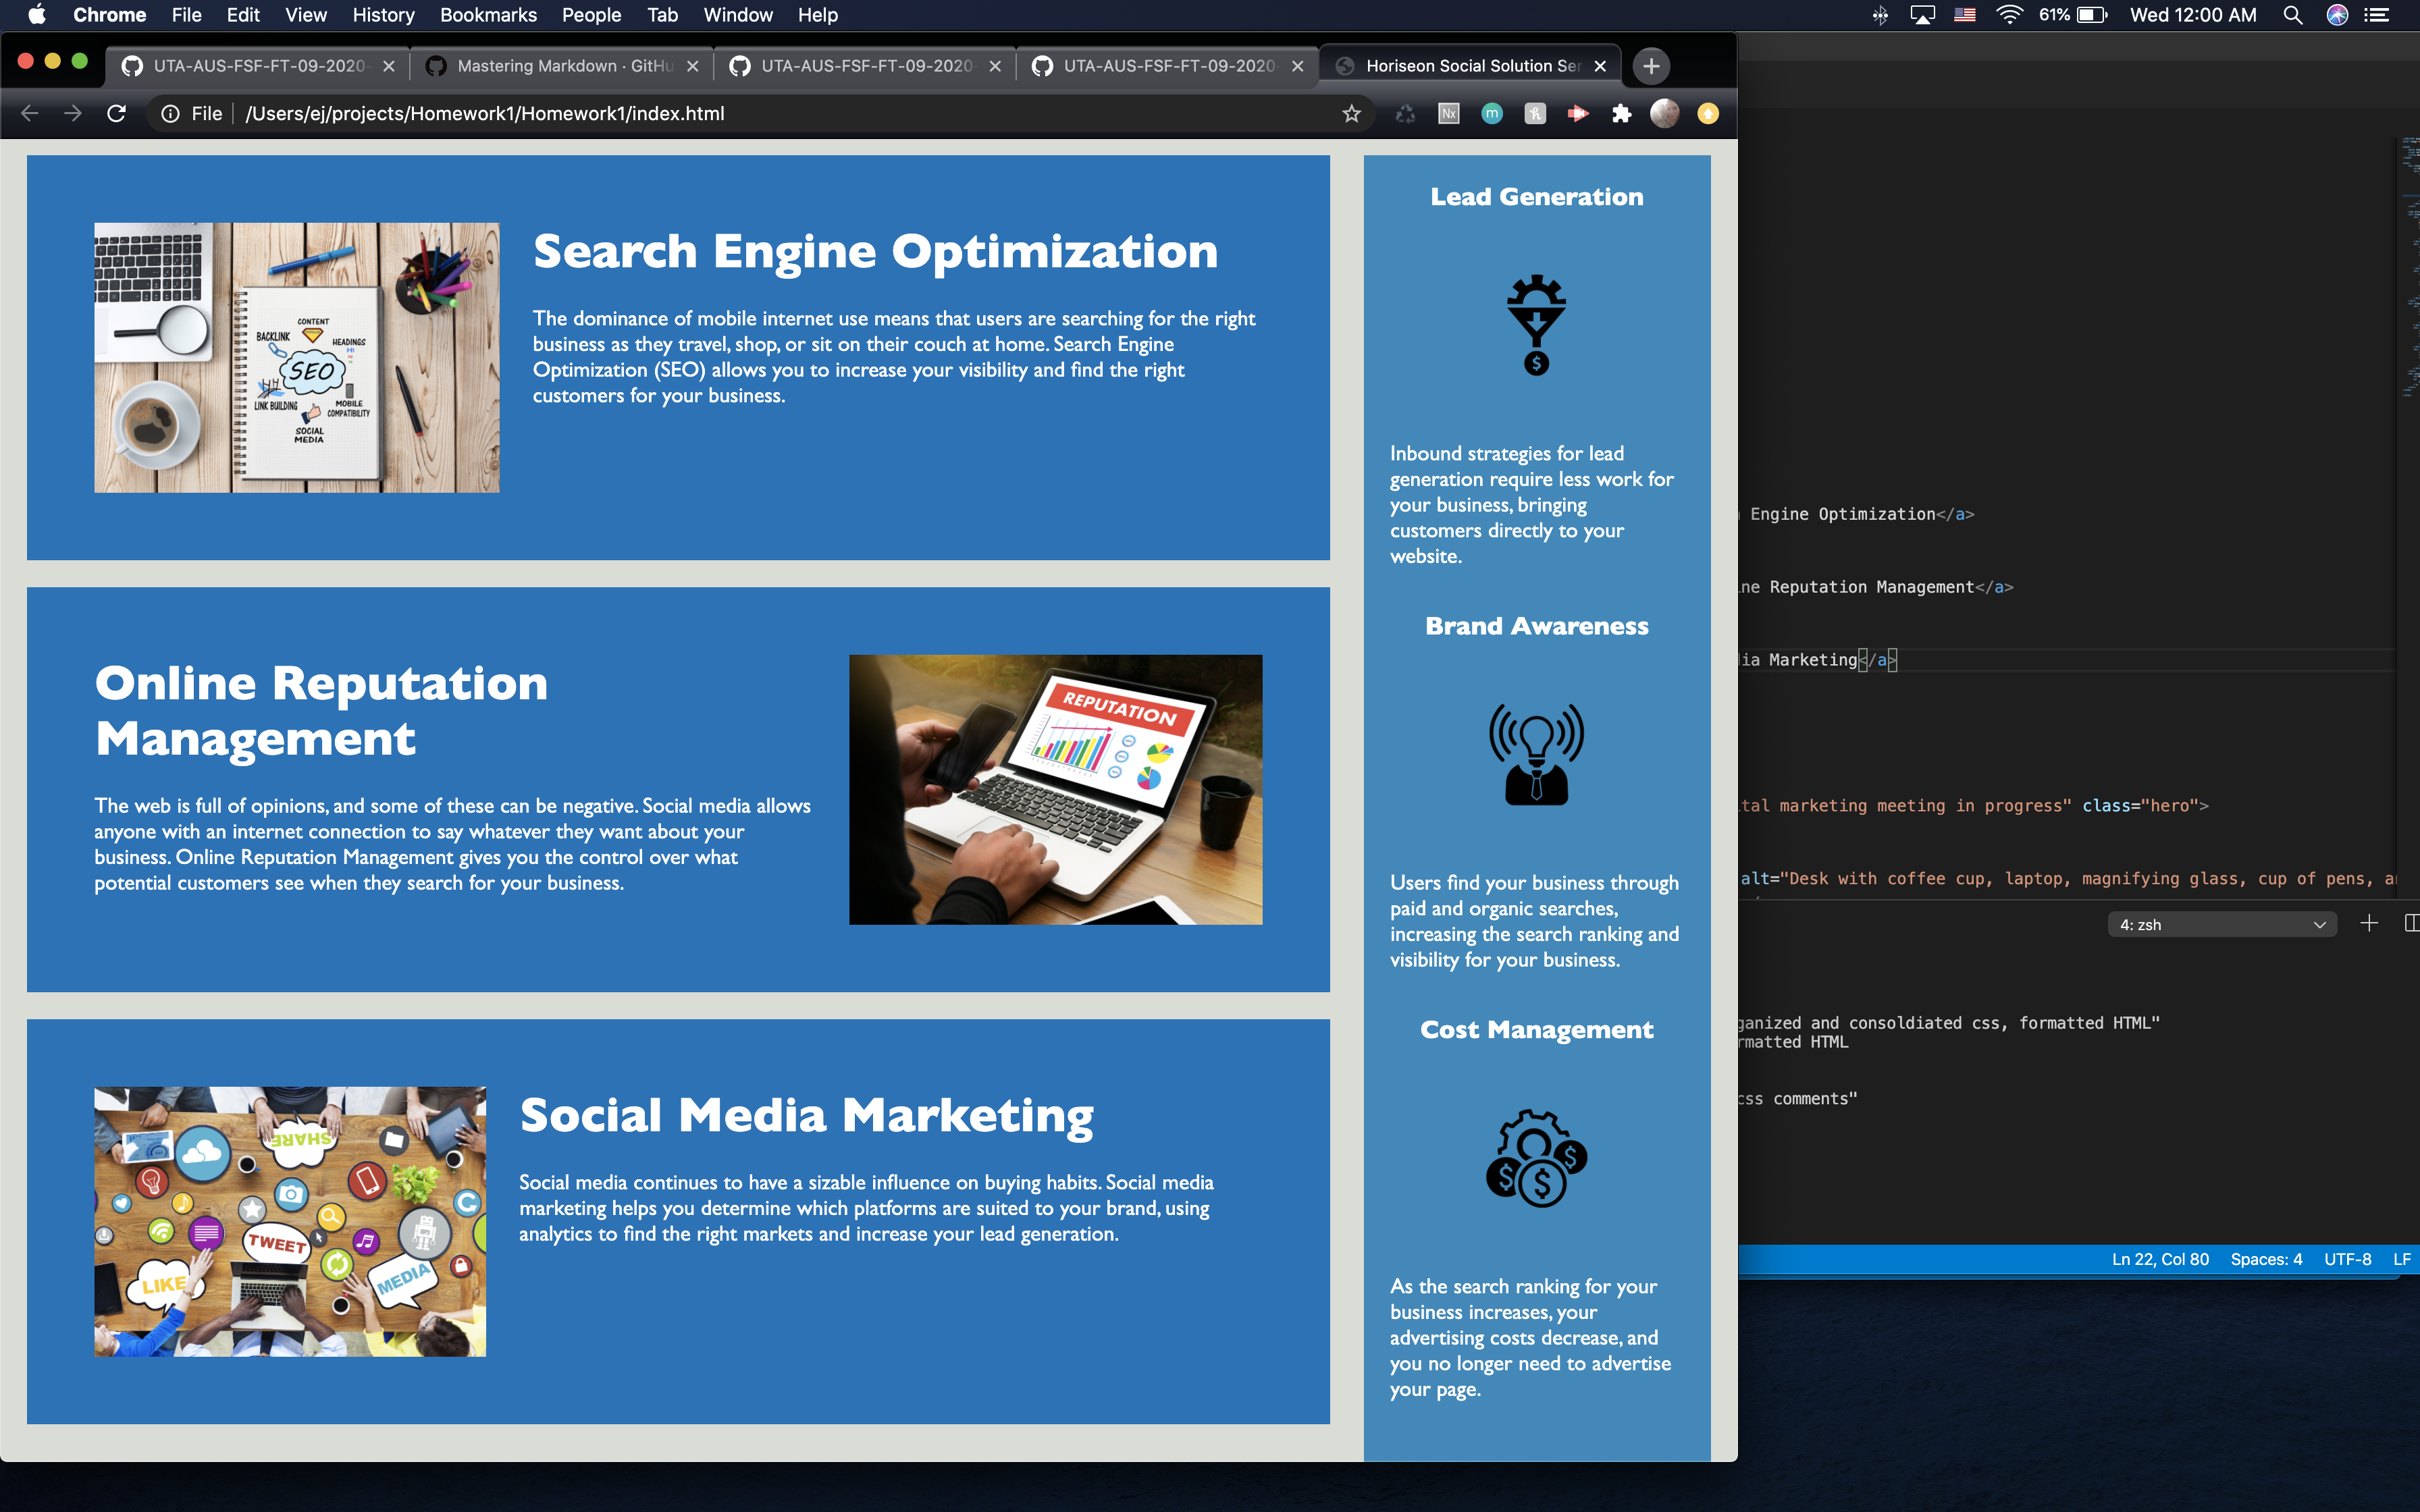 Chrome File Edit View History Bookmarks People Tab Window Help
61% Wed 12:00 AM
UTA-AUS-FSF-FT-09-2020-
Mastering Markdown · GitHu
UTA-AUS-FSF-FT-09-2020-
UTA-AUS-FSF-FT-09-2020-
Horiseon Social Solution Ser
File /Users/ej/projects/Homework1/Homework1/index.html
Nx
m
CONTENT
BACKLINK
HEADINGS
SEO
LINK BUILDING
MOBILE
COMPATIBILITY
SOCIAL
MEDIA
Search Engine Optimization
The dominance of mobile internet use means that users are searching for the right
business as they travel, shop, or sit on their couch at home. Search Engine
Optimization (SEO) allows you to increase your visibility and find the right
customers for your business.
Online Reputation
Management
The web is full of opinions, and some of these can be negative. Social media allows
anyone with an internet connection to say whatever they want about your
business. Online Reputation Management gives you the control over what
potential customers see when they search for your business.
REPUTATION
SHARE
TWEET
LIKE
MEDIA
Social Media Marketing
Social media continues to have a sizable influence on buying habits. Social media
marketing helps you determine which platforms are suited to your brand, using
analytics to find the right markets and increase your lead generation.
Lead Generation
$
Inbound strategies for lead
generation require less work for
your business, bringing
customers directly to your
website.
Brand Awareness
Users find your business through
paid and organic searches,
increasing the search ranking and
visibility for your business.
Cost Management
$ $ $
As the search ranking for your
business increases, your
advertising costs decrease, and
you no longer need to advertise
your page.
Engine Optimization</a>
ne Reputation Management</a>
ia Marketing</a>
tal marketing meeting in progress" class="hero">
alt="Desk with coffee cup, laptop, magnifying glass, cup of pens, a
4: zsh
ganized and consoldiated css, formatted HTML"
rmatted HTML
css comments"
Ln 22, Col 80 Spaces: 4 UTF-8 LF